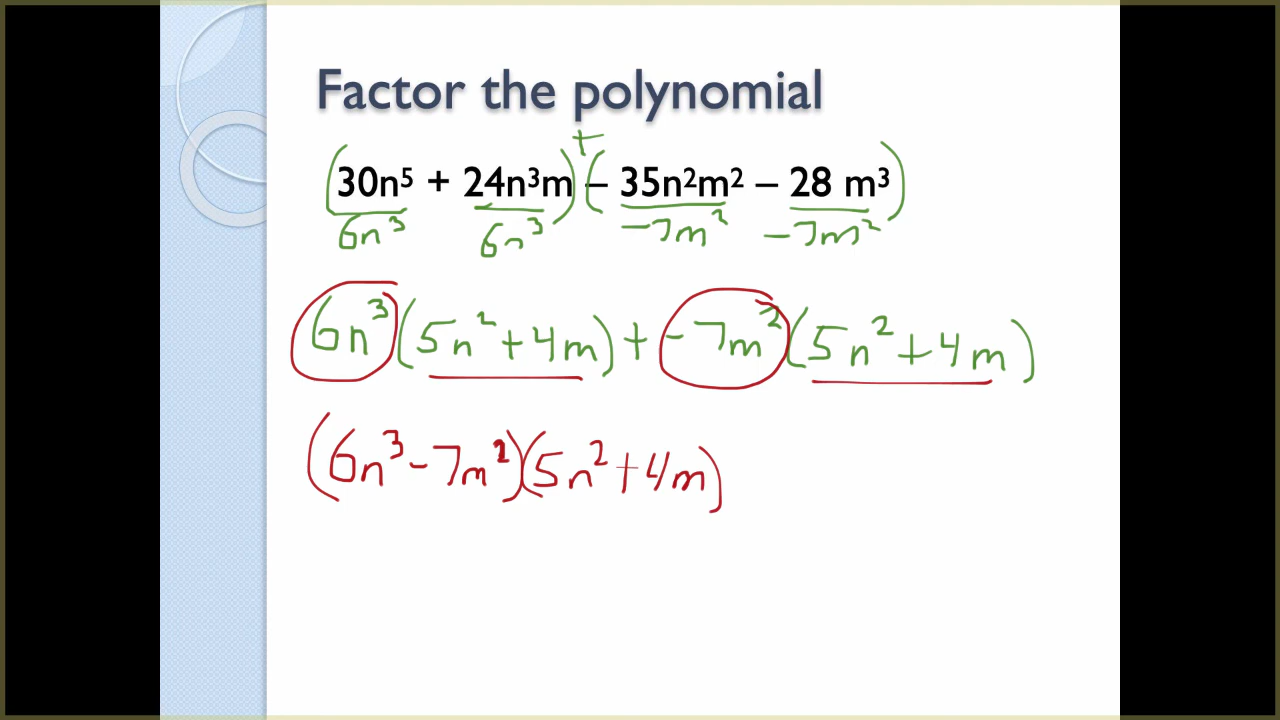 Factor the polynomial
(30n⁵ + 24n³m) + (– 35n²m² – 28 m³)
6n³ 6n³ -7m² -7m²
6n³(5n²+4m) + -7m²(5n²+4m)
(6n³-7m²)(5n²+4m)